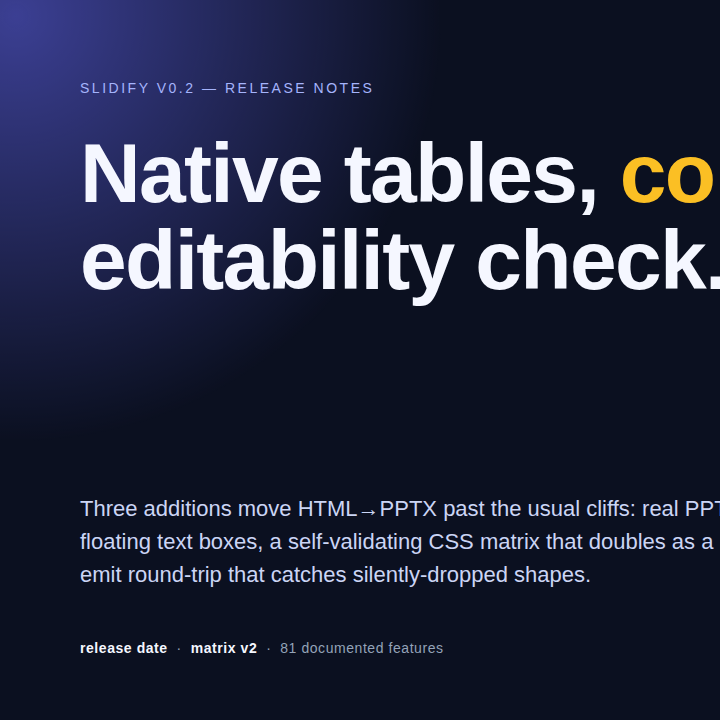 SLIDIFY V0.2 — RELEASE NOTES
Native tables, co
editability check.
Three additions move HTML→PPTX past the usual cliffs: real PPT
floating text boxes, a self-validating CSS matrix that doubles as a
emit round-trip that catches silently-dropped shapes.
release date · matrix v2 · 81 documented features